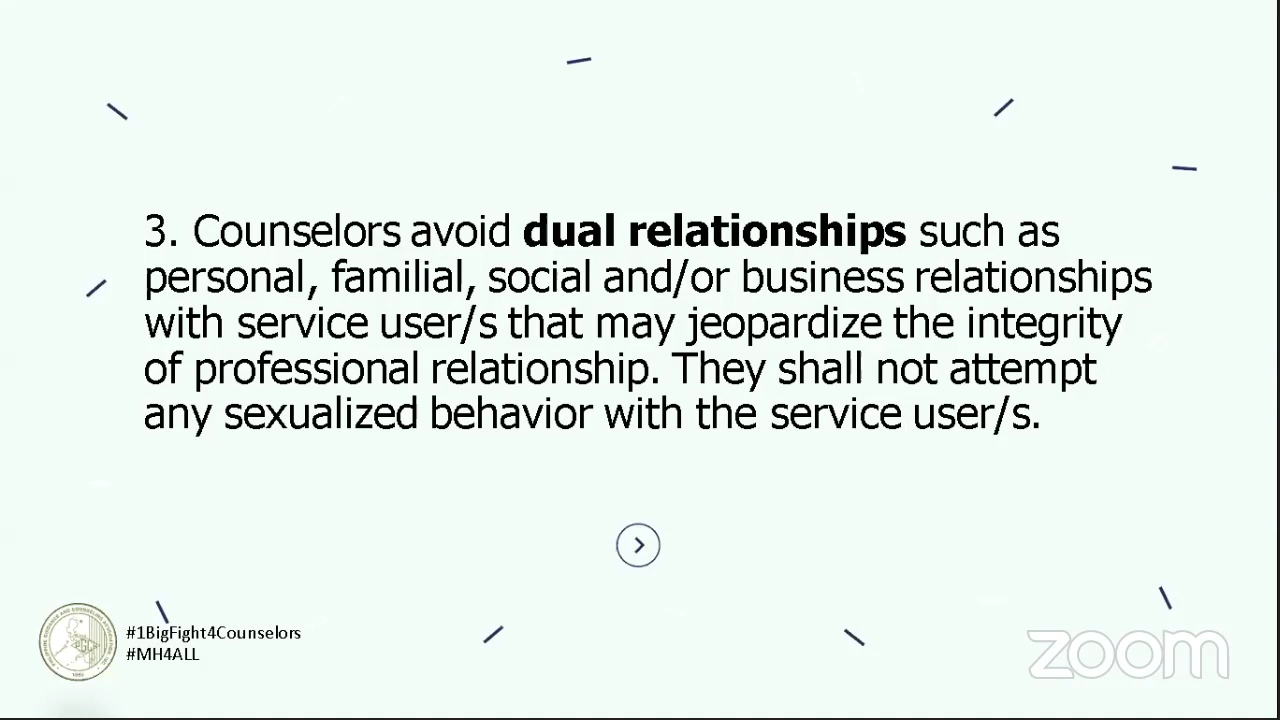 3. Counselors avoid dual relationships such as
personal, familial, social and/or business relationships
with service user/s that may jeopardize the integrity
of professional relationship. They shall not attempt
any sexualized behavior with the service user/s.
#1BigFight4Counselors
#MH4ALL
zoom